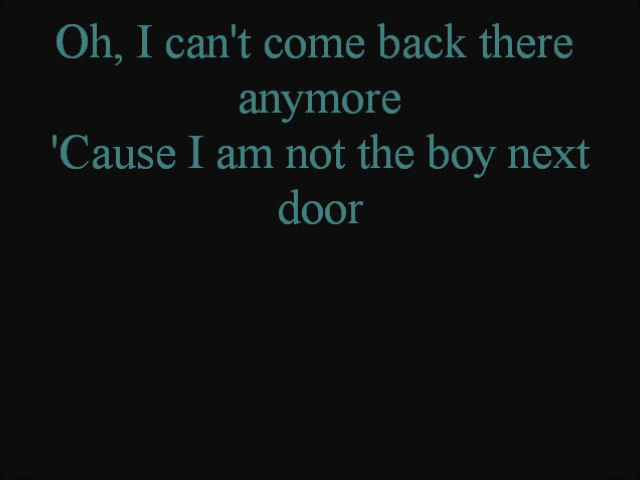 Oh, I can't come back there
anymore
'Cause I am not the boy next
door